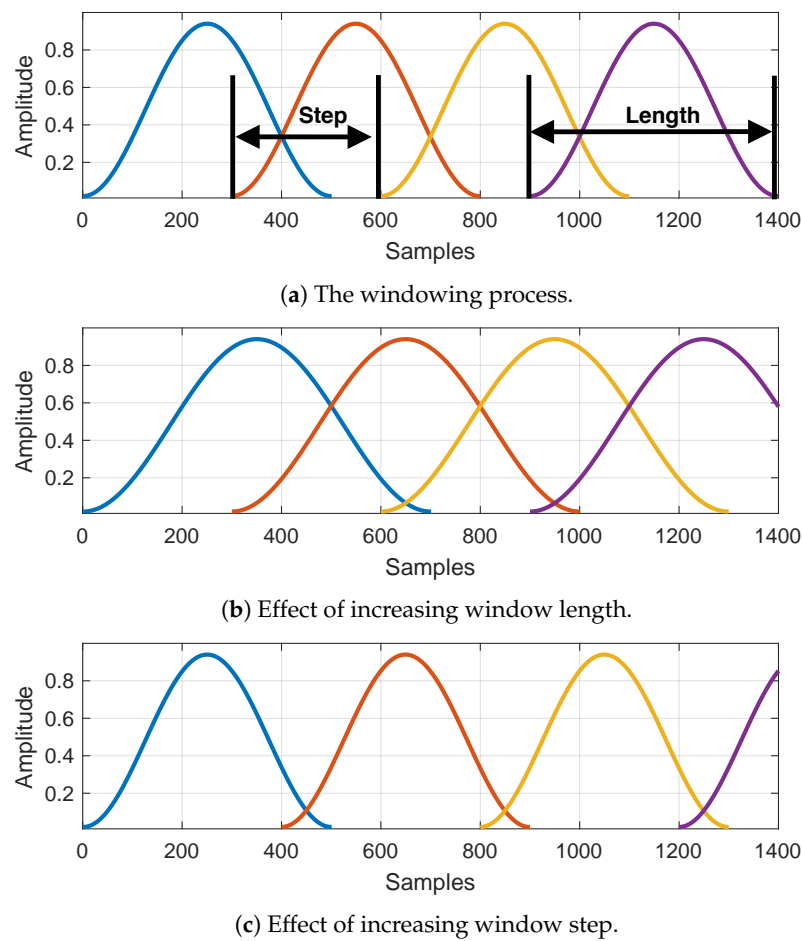 0.8
0.6
0.4
0.2
Amplitude
Step
Length
0 200 400 600 800 1000 1200 1400
Samples
(a) The windowing process.
0.8
0.6
0.4
0.2
Amplitude
0 200 400 600 800 1000 1200 1400
Samples
(b) Effect of increasing window length.
0.8
0.6
0.4
0.2
Amplitude
0 200 400 600 800 1000 1200 1400
Samples
(c) Effect of increasing window step.